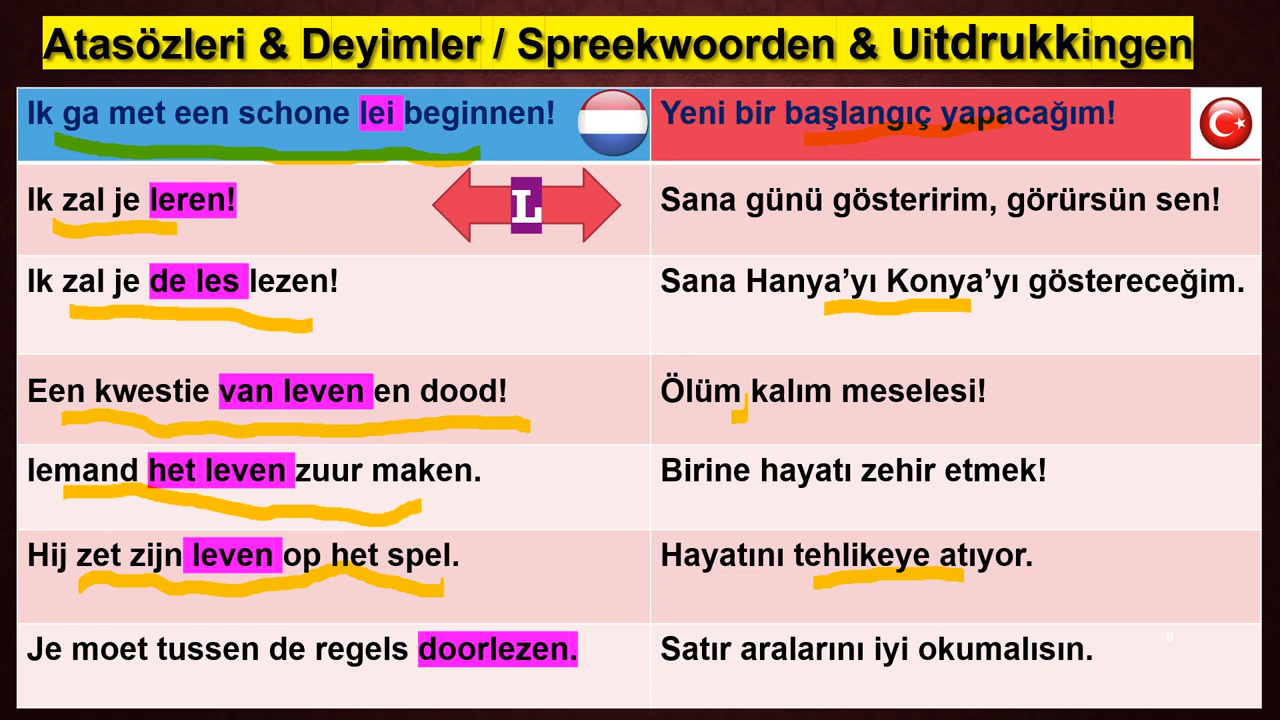 Atasözleri & Deyimler / Spreekwoorden & Uitdrukkingen
Ik ga met een schone lei beginnen!
Yeni bir başlangıç yapacağım!
Ik zal je leren!
L
Sana günü gösteririm, görürsün sen!
Ik zal je de les lezen!
Sana Hanya’yı Konya’yı göstereceğim.
Een kwestie van leven en dood!
Ölüm kalım meselesi!
Iemand het leven zuur maken.
Birine hayatı zehir etmek!
Hij zet zijn leven op het spel.
Hayatını tehlikeye atıyor.
Je moet tussen de regels doorlezen.
Satır aralarını iyi okumalısın.
6